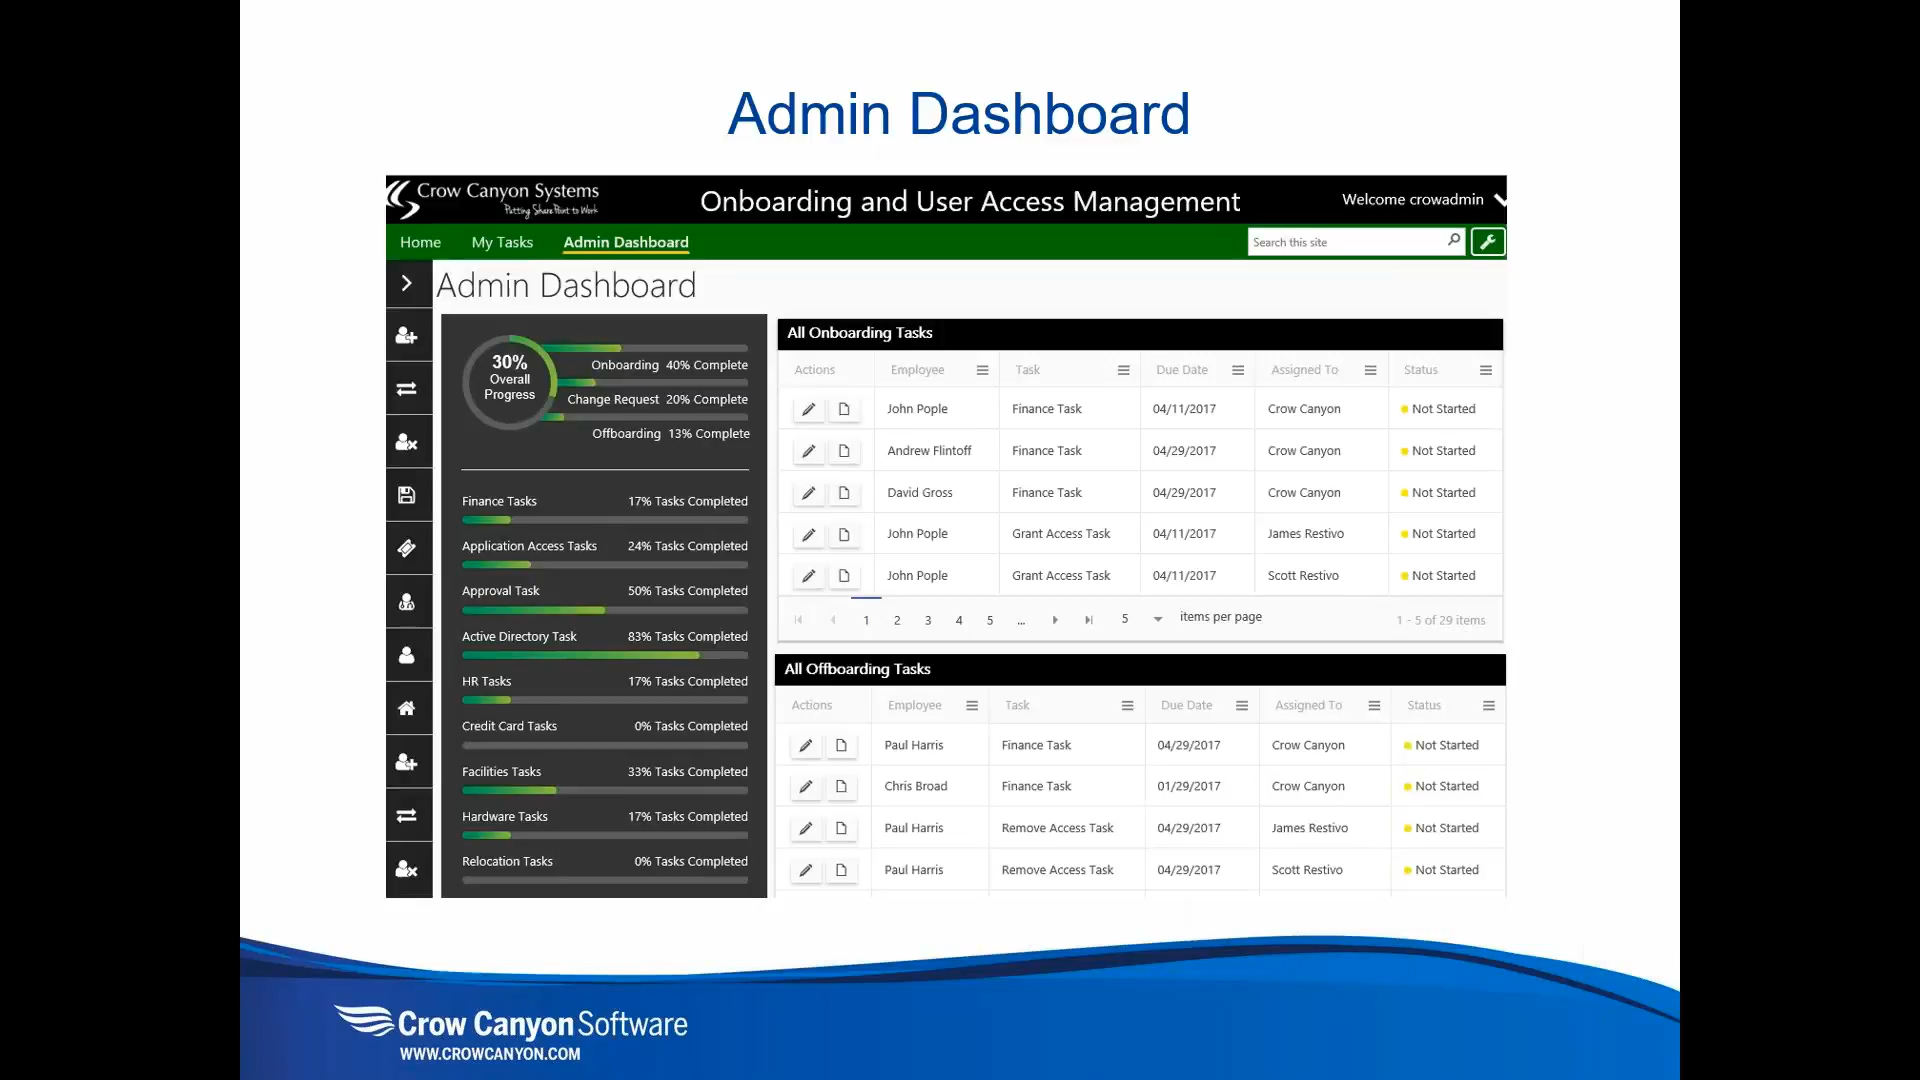 Admin Dashboard
Crow Canyon Systems
Putting SharePoint to Work
Onboarding and User Access Management
Welcome crowadmin
Home My Tasks Admin Dashboard
Search this site
Admin Dashboard
30%
Overall
Progress
Onboarding 40% Complete
Change Request 20% Complete
Offboarding 13% Complete
Finance Tasks 17% Tasks Completed
Application Access Tasks 24% Tasks Completed
Approval Task 50% Tasks Completed
Active Directory Task 83% Tasks Completed
HR Tasks 17% Tasks Completed
Credit Card Tasks 0% Tasks Completed
Facilities Tasks 33% Tasks Completed
Hardware Tasks 17% Tasks Completed
Relocation Tasks 0% Tasks Completed
All Onboarding Tasks
Actions Employee Task Due Date Assigned To Status
John Pople Finance Task 04/11/2017 Crow Canyon Not Started
Andrew Flintoff Finance Task 04/29/2017 Crow Canyon Not Started
David Gross Finance Task 04/29/2017 Crow Canyon Not Started
John Pople Grant Access Task 04/11/2017 James Restivo Not Started
John Pople Grant Access Task 04/11/2017 Scott Restivo Not Started
1 2 3 4 5 ... 5 items per page 1 - 5 of 29 items
All Offboarding Tasks
Actions Employee Task Due Date Assigned To Status
Paul Harris Finance Task 04/29/2017 Crow Canyon Not Started
Chris Broad Finance Task 01/29/2017 Crow Canyon Not Started
Paul Harris Remove Access Task 04/29/2017 James Restivo Not Started
Paul Harris Remove Access Task 04/29/2017 Scott Restivo Not Started
Crow Canyon Software
WWW.CROWCANYON.COM